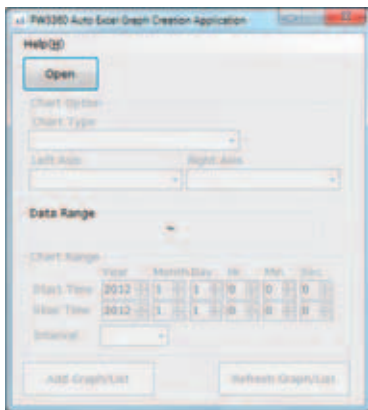 PW3360 Auto Excel Graph Creation Application
Help(H)
Open
Chart Option
Chart Type
Left Axis Right Axis
Data Range
~
Chart Range
Year Month Day Hr. Min. Sec.
Start Time 2012 1 1 0 0 0
Stop Time 2012 1 1 0 0 0
Interval
Add Graph/List Refresh Graph/List